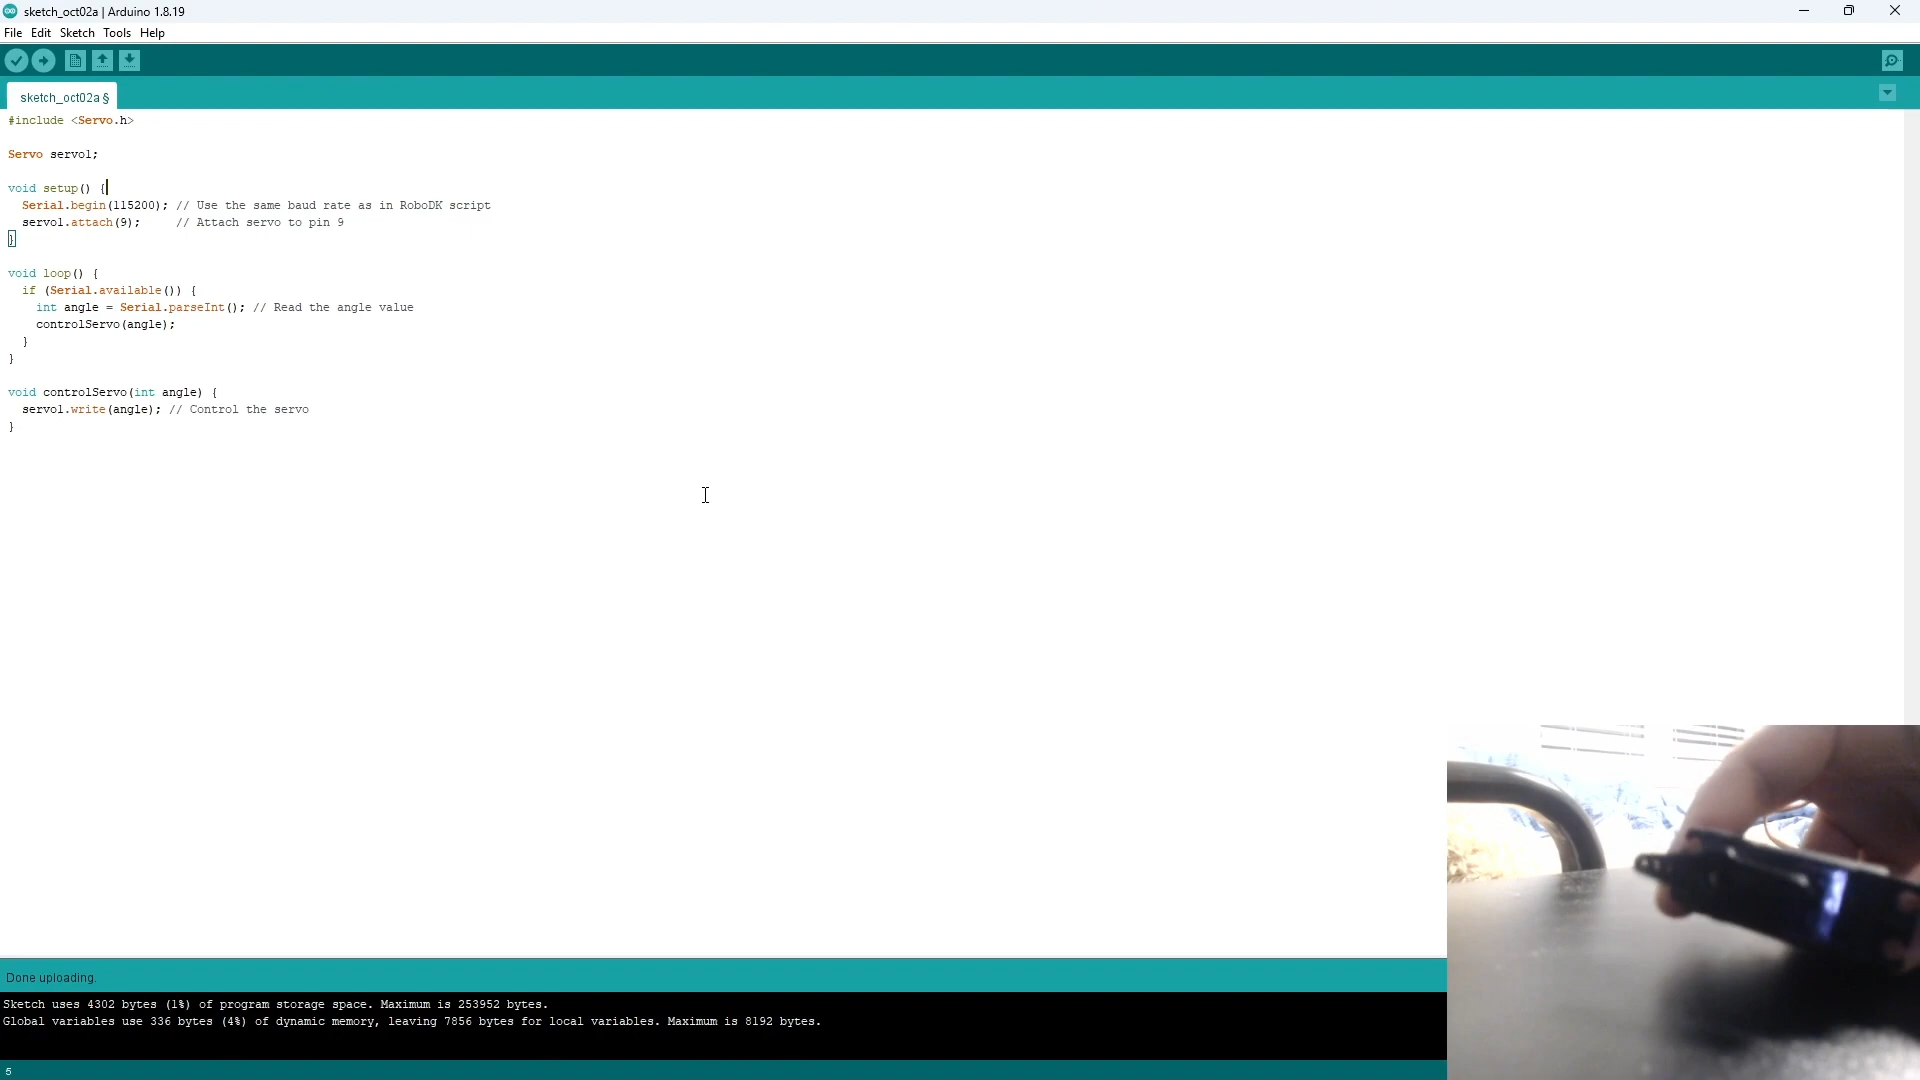 sketch_oct02a | Arduino 1.8.19
File Edit Sketch Tools Help
sketch_oct02a §
#include <Servo.h>
Servo servo1;
void setup() {
Serial.begin(115200); // Use the same baud rate as in RoboDK script
servo1.attach(9); // Attach servo to pin 9
}
void loop() {
if (Serial.available()) {
int angle = Serial.parseInt(); // Read the angle value
controlServo(angle);
}
}
void controlServo(int angle) {
servo1.write(angle); // Control the servo
}
Done uploading.
Sketch uses 4302 bytes (1%) of program storage space. Maximum is 253952 bytes.
Global variables use 336 bytes (4%) of dynamic memory, leaving 7856 bytes for local variables. Maximum is 8192 bytes.
5